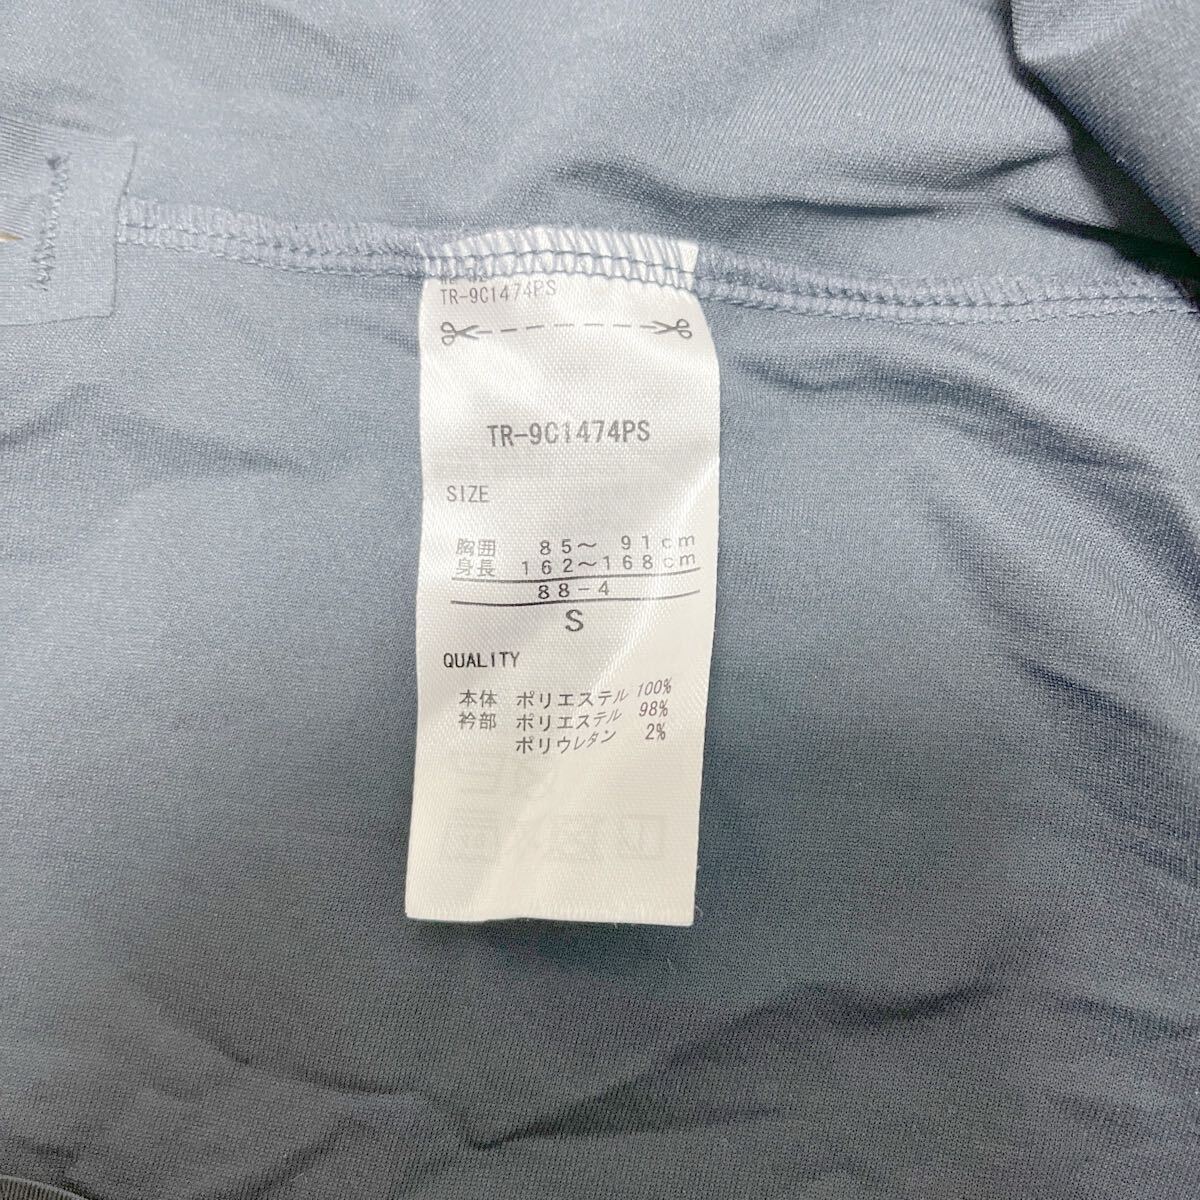 TR-9C1474PS
TR-9C1474PS
SIZE
胸囲 85～ 91cm
身長 162～168cm
88-4
S
QUALITY
本体 ポリエステル 100%
衿部 ポリエステル 98%
ポリウレタン 2%